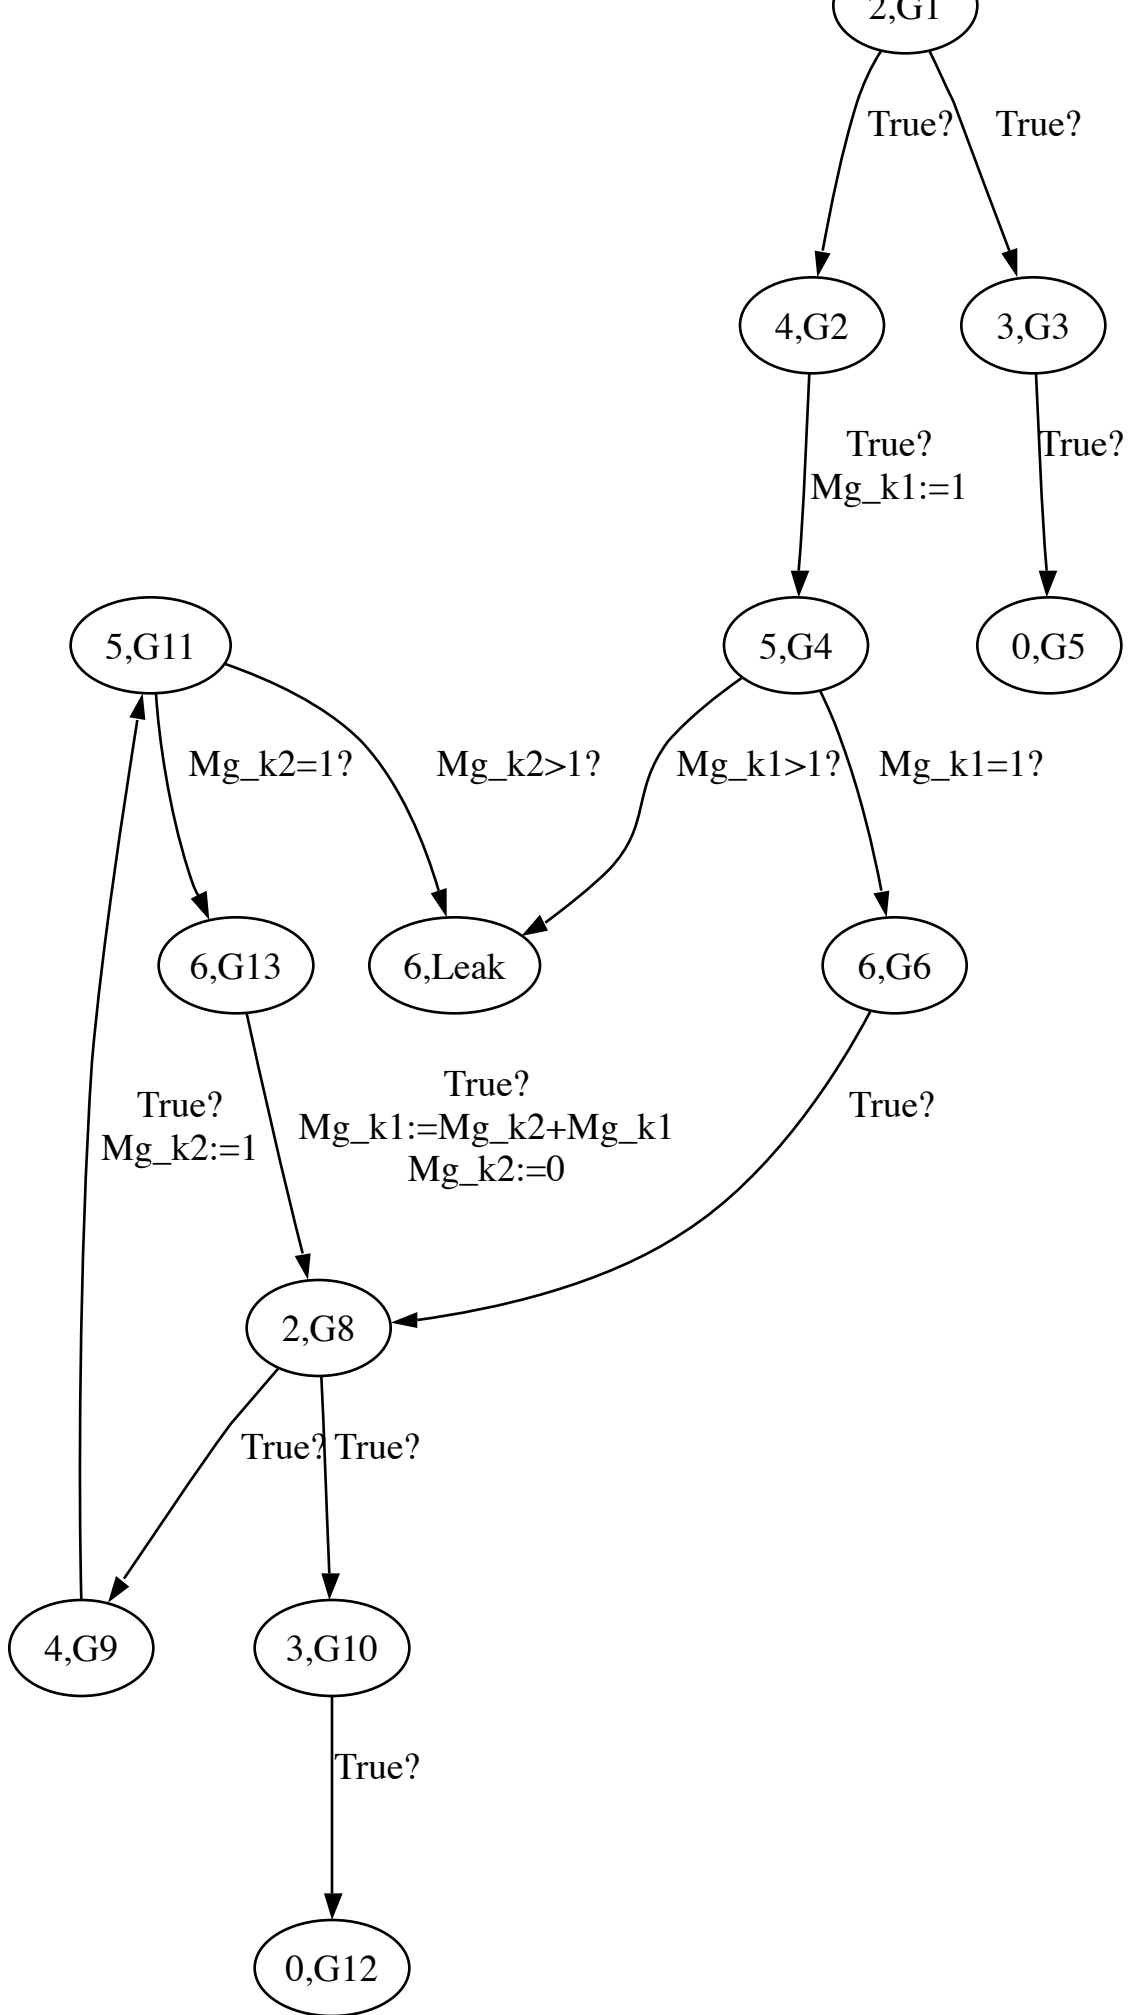 2,G1
True?
True?
4,G2
3,G3
True?
Mg_k1:=1
True?
5,G11
5,G4
0,G5
Mg_k2=1?
Mg_k2>1?
Mg_k1>1?
Mg_k1=1?
6,G13
6,Leak
6,G6
True?
Mg_k2:=1
True?
Mg_k1:=Mg_k2+Mg_k1
Mg_k2:=0
True?
2,G8
True?
True?
4,G9
3,G10
True?
0,G12